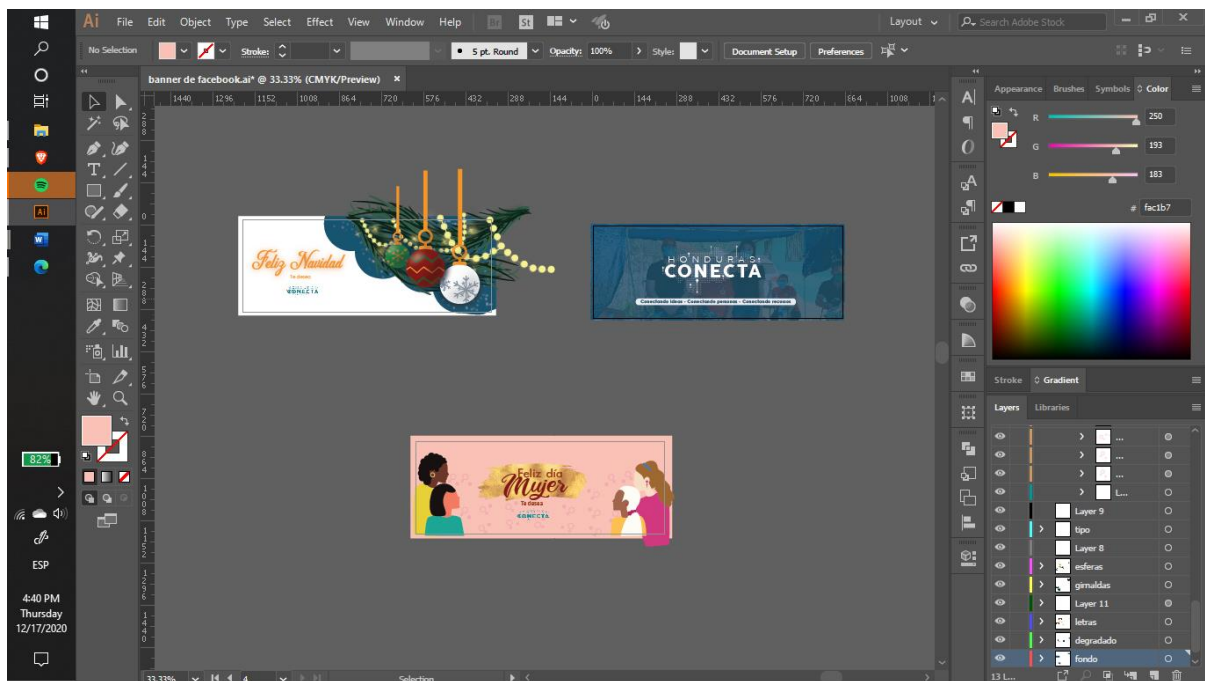 Ai File Edit Object Type Select Effect View Window Help Br St Layout Search Adobe Stock
No Selection Stroke: 5 pt. Round Opacity: 100% Style: Document Setup Preferences
banner de facebook.ai* @ 33.33% (CMYK/Preview) ×
1440 1296 1152 1008 864 720 576 432 288 144 0 144 288 432 576 720 864 1008
Feliz Navidad
Te desea
CONECTA
HONDURAS
CONECTA
Conectando ideas - Conectando personas - Conectando recursos
Feliz día
Mujer
Te desea
CONECTA
Appearance Brushes Symbols Color
R 250
G 193
B 183
# fac1b7
Stroke Gradient
Layers Libraries
...
...
...
L...
Layer 9
tipo
Layer 8
esferas
girnaldas
Layer 11
letras
degradado
fondo
13 L...
33.33% 4 Selection
82%
ESP
4:40 PM
Thursday
12/17/2020